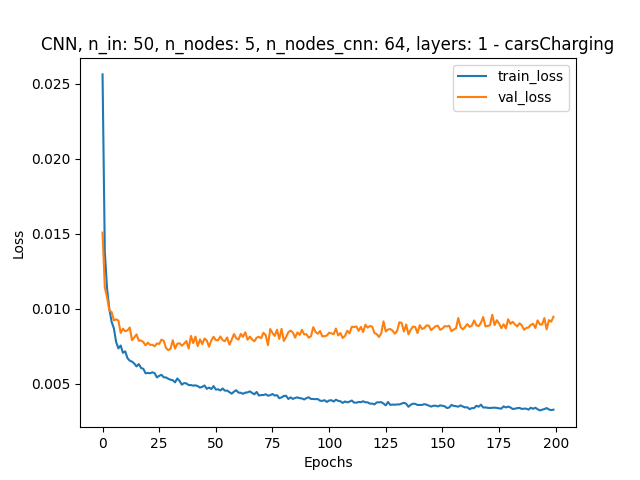 CNN, n_in: 50, n_nodes: 5, n_nodes_cnn: 64, layers: 1 - carsCharging
train_loss
val_loss
0.025
0.020
0.015
0.010
0.005
Loss
0 25 50 75 100 125 150 175 200
Epochs